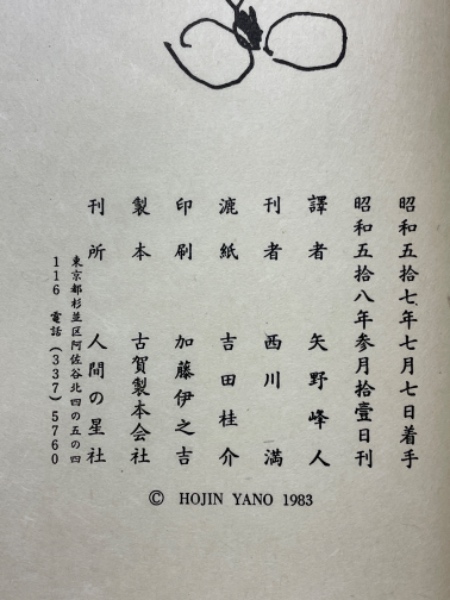 昭和五拾七年七月七日着手
昭和五拾八年参月拾壹日刊
譯者 矢野峰人
刊者 西川満
漉紙 吉田桂介
印刷 加藤伊之吉
製本 古賀製本会社
刊所 人間の星社
東京都杉並区阿佐谷北四の五の四
116 電話(337)5760
© HOJIN YANO 1983